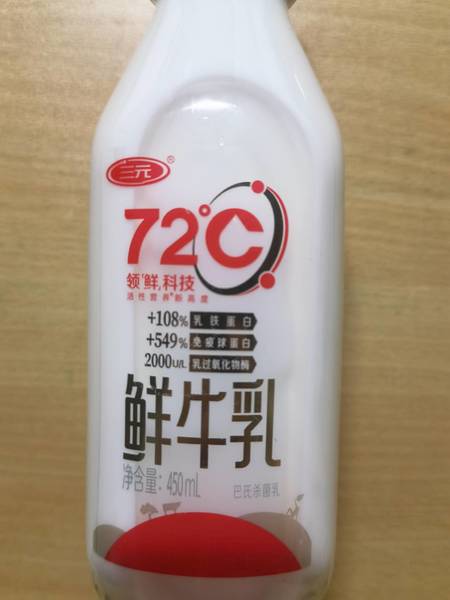 三元®
72°C
领“鲜”科技
活性营养*新高度
+108% 乳铁蛋白
+549% 免疫球蛋白
2000U/L 乳过氧化物酶
鲜牛乳
净含量:450mL 巴氏杀菌乳